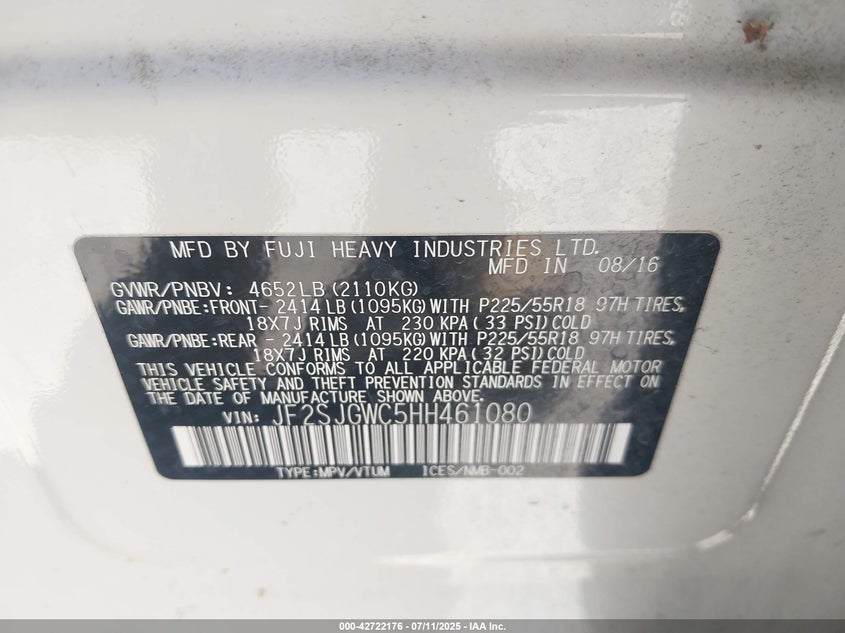 MFD BY FUJI HEAVY INDUSTRIES LTD.
MFD IN 08/16
GVWR/PNBV: 4652LB (2110KG)
GAWR/PNBE:FRONT- 2414 LB (1095KG) WITH P225/55R18 97H TIRES,
18X7J RIMS AT 230 KPA (33 PSI) COLD
GAWR/PNBE:REAR - 2414 LB (1095KG) WITH P225/55R18 97H TIRES,
18X7J RIMS AT 220 KPA (32 PSI) COLD
THIS VEHICLE CONFORMS TO ALL APPLICABLE FEDERAL MOTOR
VEHICLE SAFETY AND THEFT PREVENTION STANDARDS IN EFFECT ON
THE DATE OF MANUFACTURE SHOWN ABOVE.
VIN: JF2SJGWC5HH461080
TYPE:MPV/VTUM ICES/NMB-002
000-42722176 - 07/11/2025 - IAA Inc.